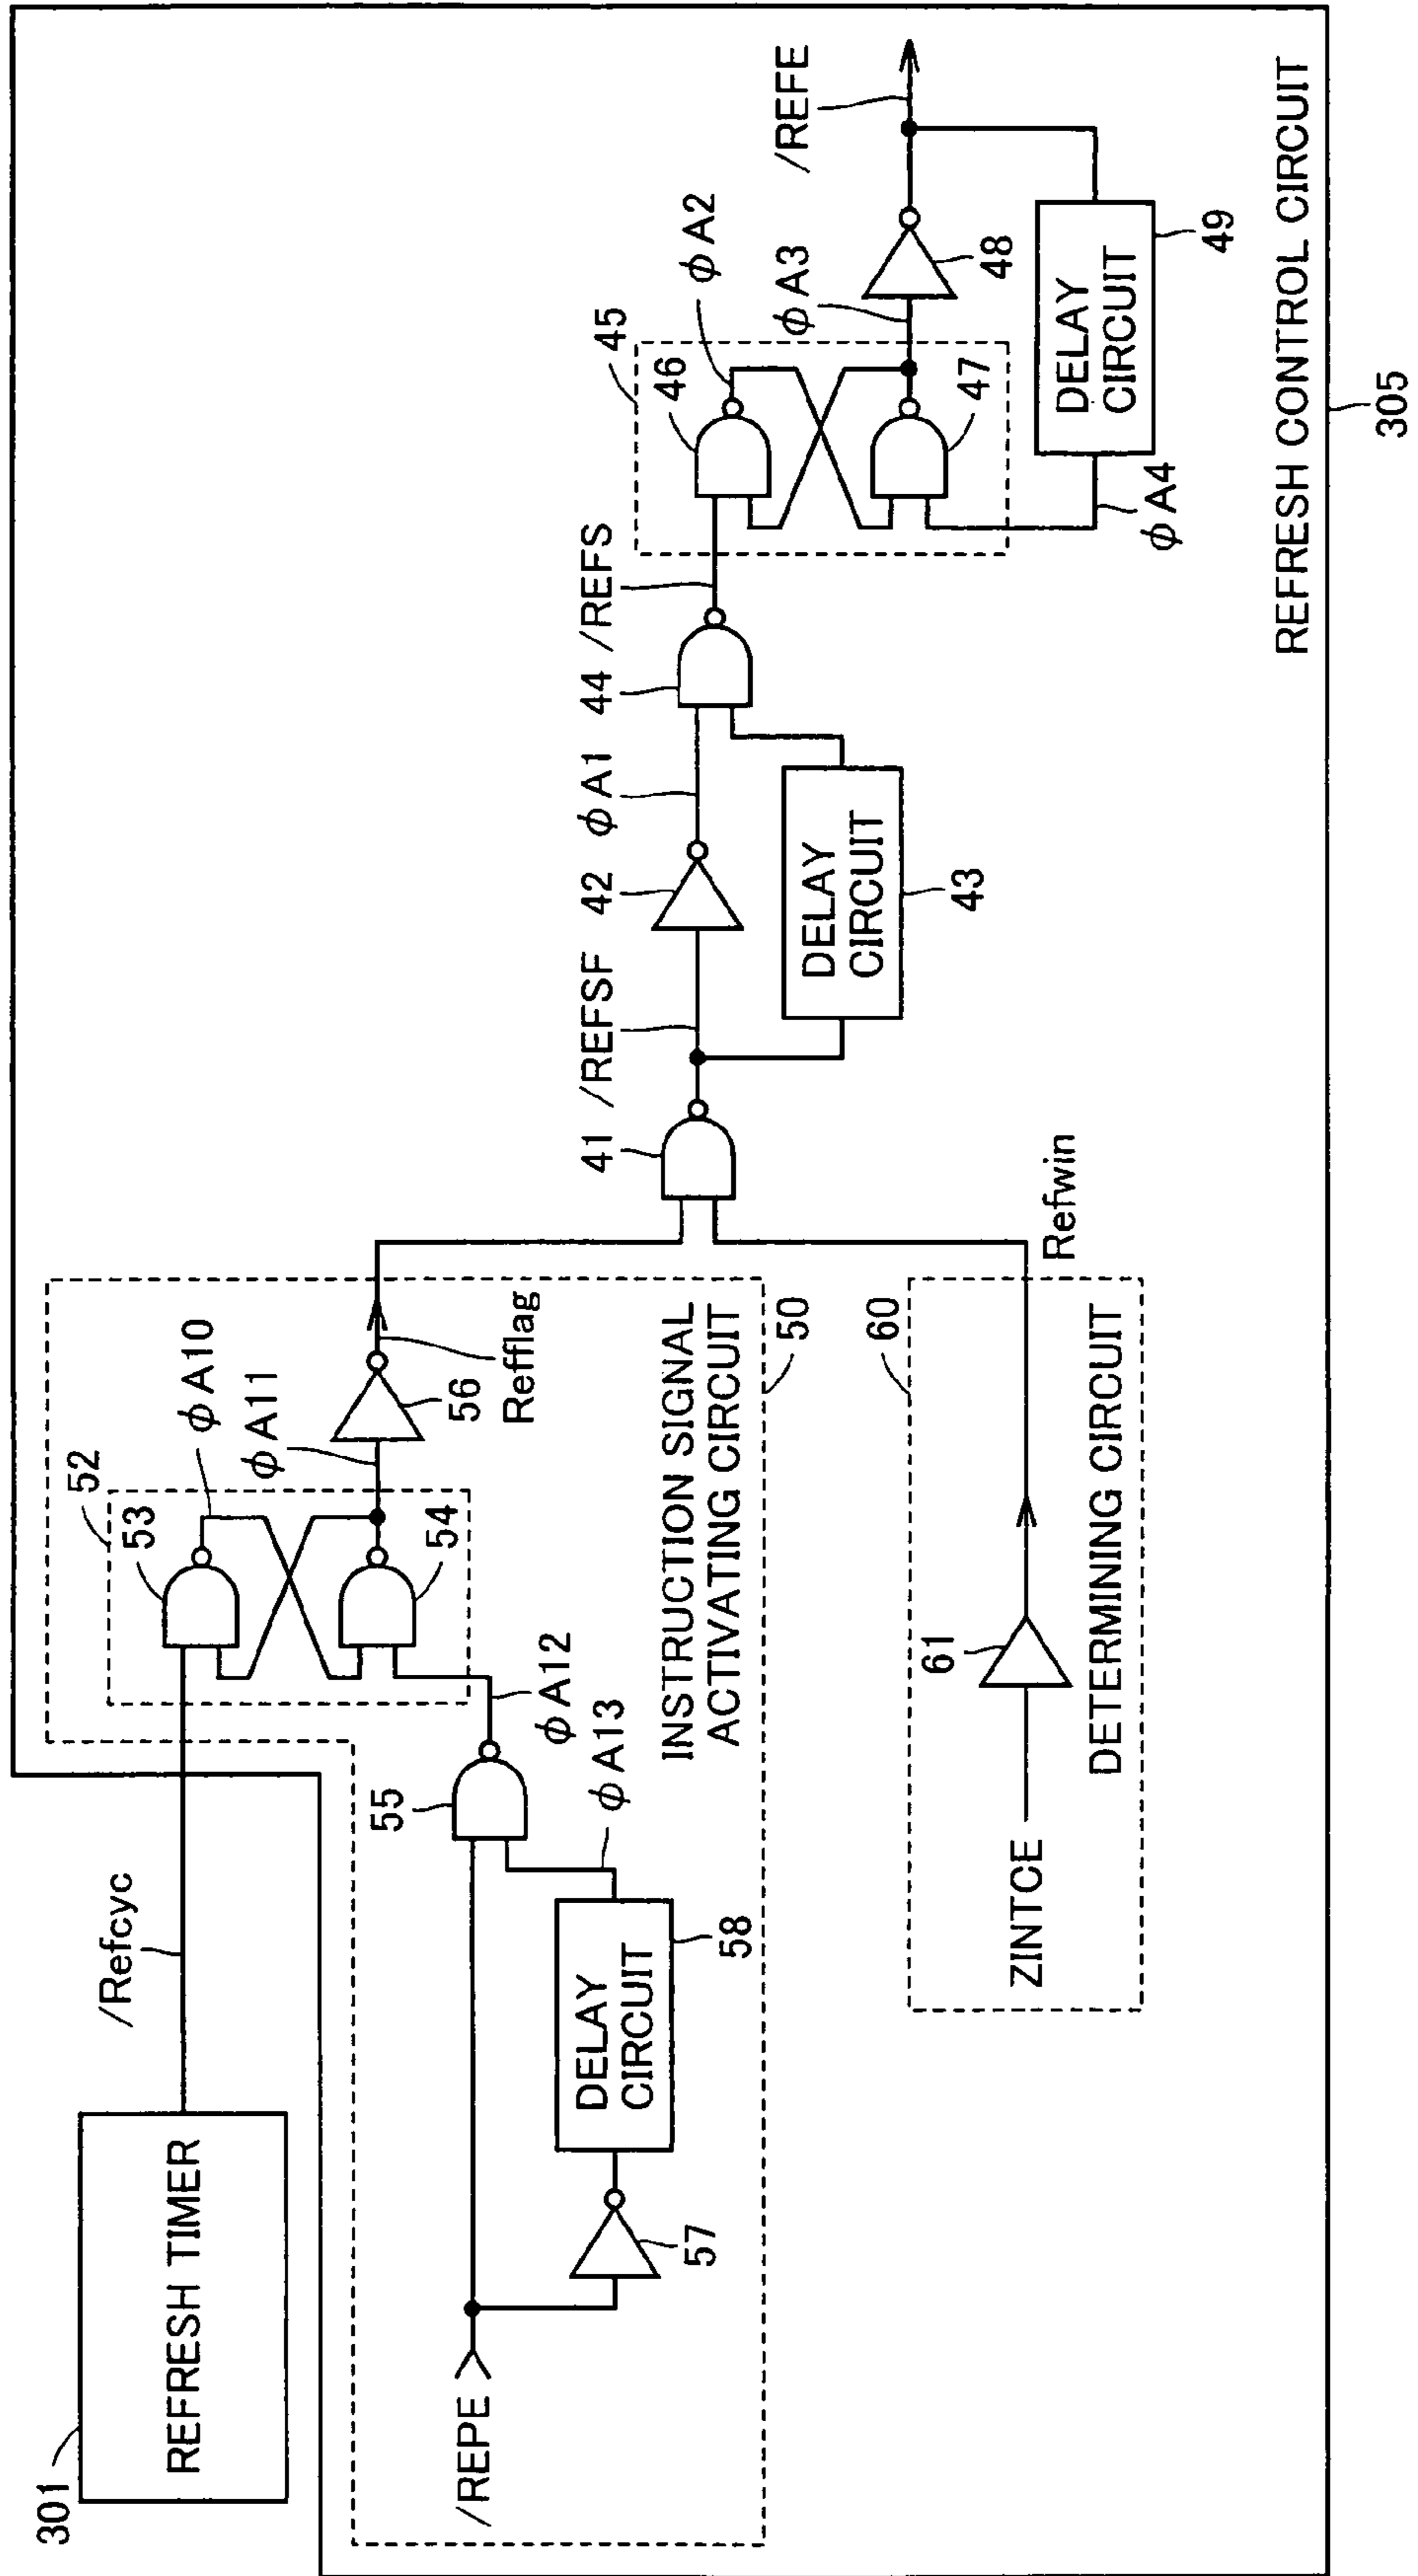 301
REFRESH TIMER
/Refcyc
52
53
54
φA10
φA11
56
Refflag
/REPE
57
DELAY
CIRCUIT
58
55
φA12
φA13
INSTRUCTION SIGNAL
ACTIVATING CIRCUIT
50
60
ZINTCE
61
DETERMINING CIRCUIT
Refwin
41
/REFSF
42
φA1
DELAY
CIRCUIT
43
44
/REFS
45
46
47
φA2
φA3
48
/REFE
DELAY
CIRCUIT
49
φA4
REFRESH CONTROL CIRCUIT
305